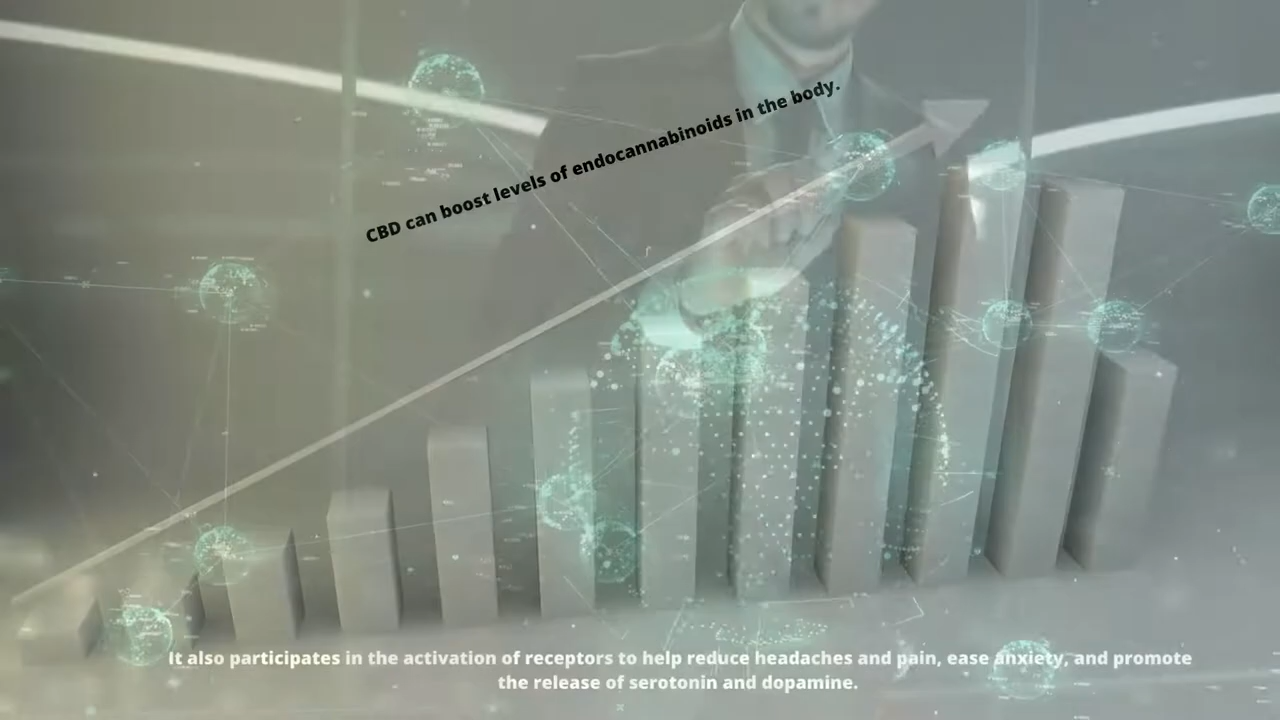 CBD can boost levels of endocannabinoids in the body.
It also participates in the activation of receptors to help reduce headaches and pain, ease anxiety, and promote
the release of serotonin and dopamine.